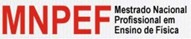 MNPEF
Mestrado Nacional
Profissional em
Ensino de Física